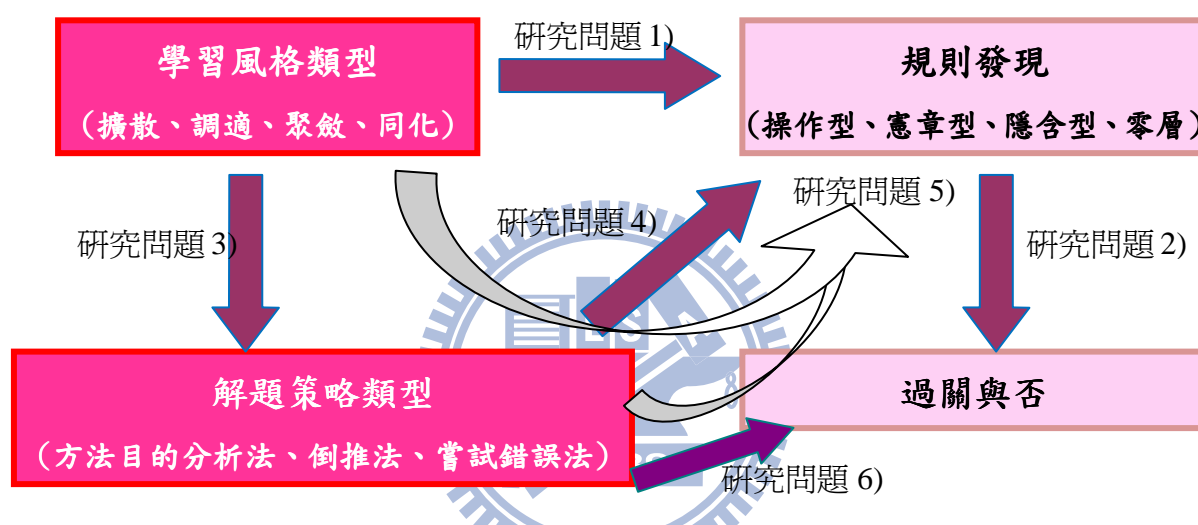 學習風格類型
（擴散、調適、聚斂、同化）
研究問題 1)
規則發現
（操作型、憲章型、隱含型、零層）
研究問題 3)
研究問題 4)
研究問題 5)
研究問題 2)
解題策略類型
（方法目的分析法、倒推法、嘗試錯誤法）
過關與否
研究問題 6)